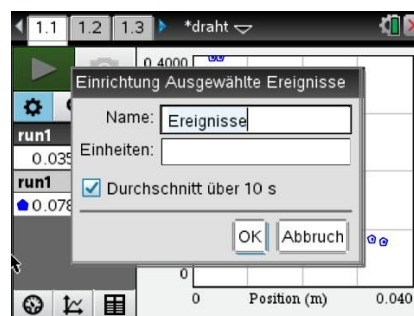 1.1 1.2 1.3 *draht
0.4000
Einrichtung Ausgewählte Ereignisse
Name: Ereignisse
Einheiten:
Durchschnitt über 10 s
OK Abbruch
run1
0.035
run1
0.078
0
0 Position (m) 0.040